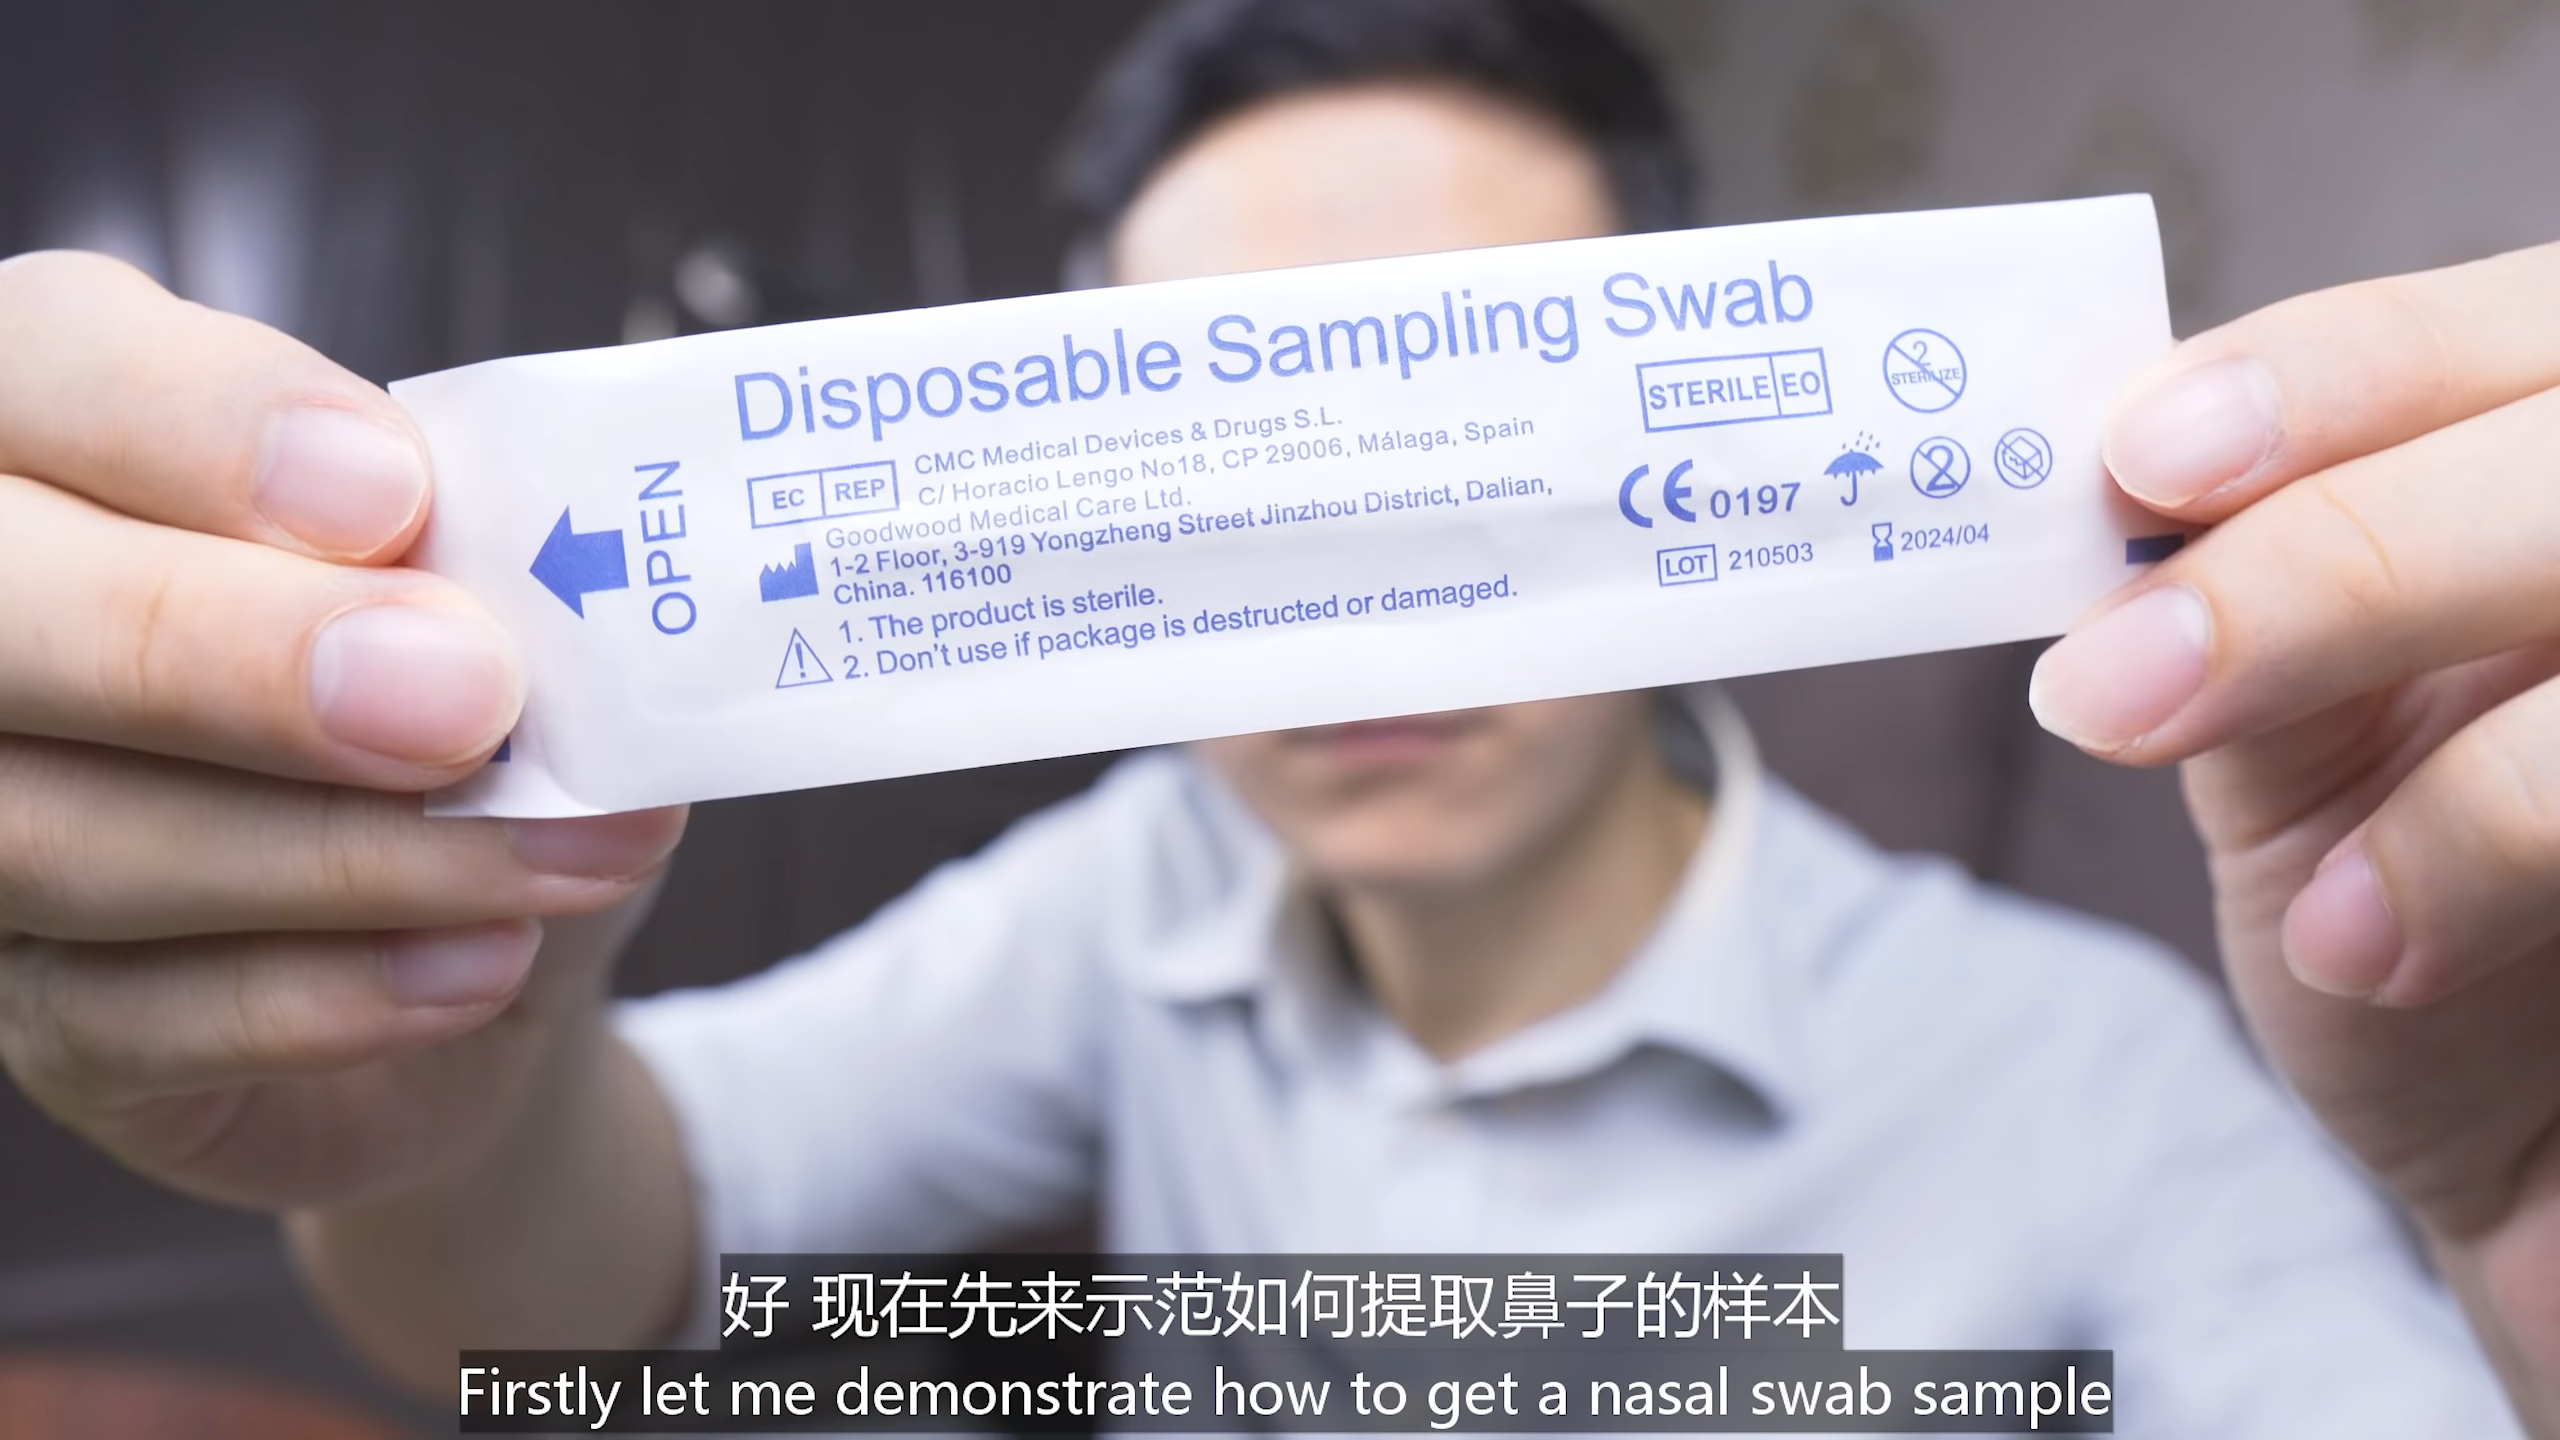 Disposable Sampling Swab
OPEN
EC REP
CMC Medical Devices & Drugs S.L.
C/ Horacio Lengo No18, CP 29006, Málaga, Spain
Goodwood Medical Care Ltd.
1-2 Floor, 3-919 Yongzheng Street Jinzhou District, Dalian,
China. 116100
1. The product is sterile.
2. Don't use if package is destructed or damaged.
STERILE EO
2
STERILIZE
CE 0197
2
LOT 210503
2024/04
好 现在先来示范如何提取鼻子的样本
Firstly let me demonstrate how to get a nasal swab sample